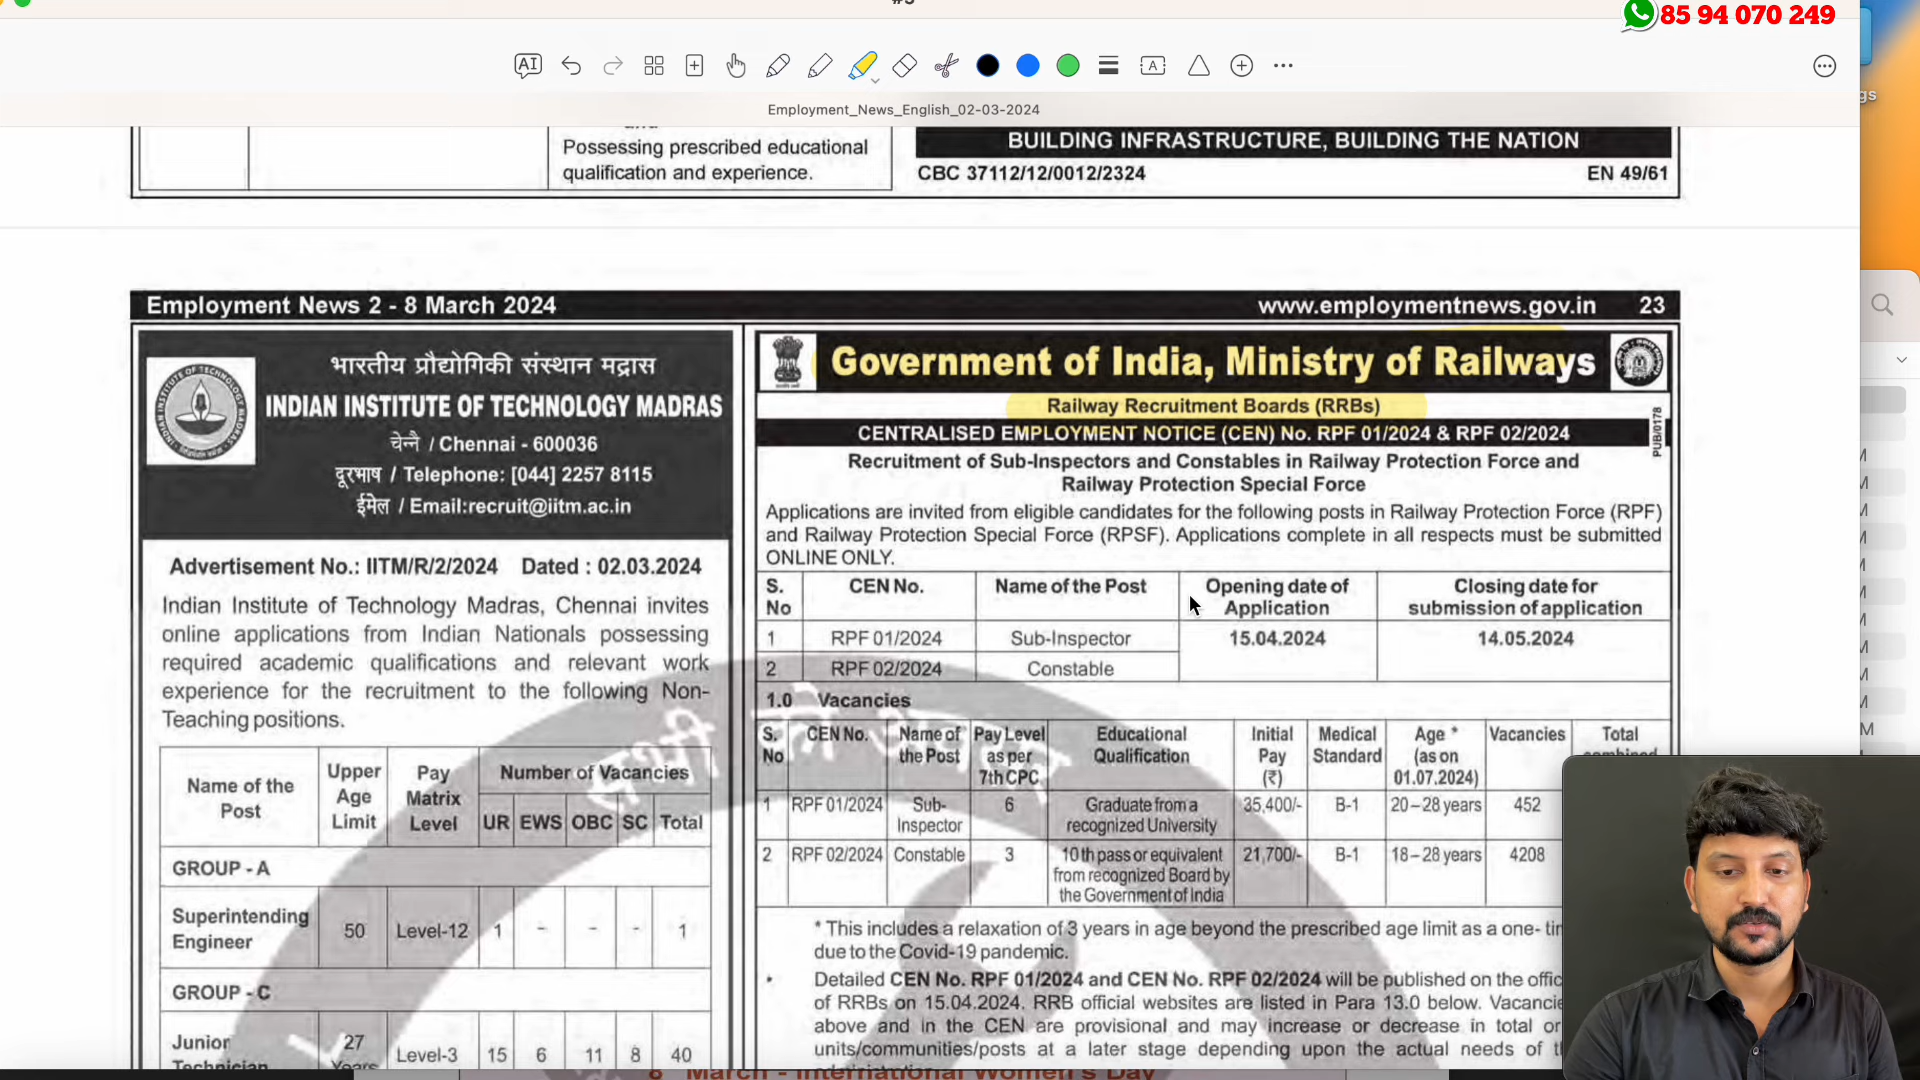 85 94 070 249
AI
A
Employment_News_English_02-03-2024
gs
Possessing prescribed educational
qualification and experience.
BUILDING INFRASTRUCTURE, BUILDING THE NATION
CBC 37112/12/0012/2324 EN 49/61
Employment News 2 - 8 March 2024 www.employmentnews.gov.in 23
भारतीय प्रौद्योगिकी संस्थान मद्रास
INDIAN INSTITUTE OF TECHNOLOGY MADRAS
चेन्नै / Chennai - 600036
दूरभाष / Telephone: [044] 2257 8115
ईमेल / Email:recruit@iitm.ac.in
Advertisement No.: IITM/R/2/2024 Dated : 02.03.2024
Indian Institute of Technology Madras, Chennai invites
online applications from Indian Nationals possessing
required academic qualifications and relevant work
experience for the recruitment to the following Non-
Teaching positions.
Name of the Post Upper Age Limit Pay Matrix Level Number of Vacancies
UR EWS OBC SC Total
GROUP - A
Superintending Engineer 50 Level-12 1 - - - 1
GROUP - C
Junior Technician 27 Years Level-3 15 6 11 8 40
Government of India, Ministry of Railways
Railway Recruitment Boards (RRBs)
CENTRALISED EMPLOYMENT NOTICE (CEN) No. RPF 01/2024 & RPF 02/2024
PUB/0178
Recruitment of Sub-Inspectors and Constables in Railway Protection Force and
Railway Protection Special Force
Applications are invited from eligible candidates for the following posts in Railway Protection Force (RPF)
and Railway Protection Special Force (RPSF). Applications complete in all respects must be submitted
ONLINE ONLY.
S. No CEN No. Name of the Post Opening date of Application Closing date for submission of application
1 RPF 01/2024 Sub-Inspector 15.04.2024 14.05.2024
2 RPF 02/2024 Constable
1.0 Vacancies
S. No CEN No. Name of the Post Pay Level as per 7th CPC Educational Qualification Initial Pay (₹) Medical Standard Age * (as on 01.07.2024) Vacancies Total combined
1 RPF 01/2024 Sub-Inspector 6 Graduate from a recognized University 35,400/- B-1 20–28 years 452
2 RPF 02/2024 Constable 3 10th pass or equivalent from recognized Board by the Government of India 21,700/- B-1 18–28 years 4208
* This includes a relaxation of 3 years in age beyond the prescribed age limit as a one-
due to the Covid-19 pandemic.
• Detailed CEN No. RPF 01/2024 and CEN No. RPF 02/2024 will be published on the
of RRBs on 15.04.2024. RRB official websites are listed in Para 13.0 below.
above and in the CEN are provisional and may increase or decrease in total or
units/communities/posts at a later stage depending upon the actual needs of
8 March - International Women's Day